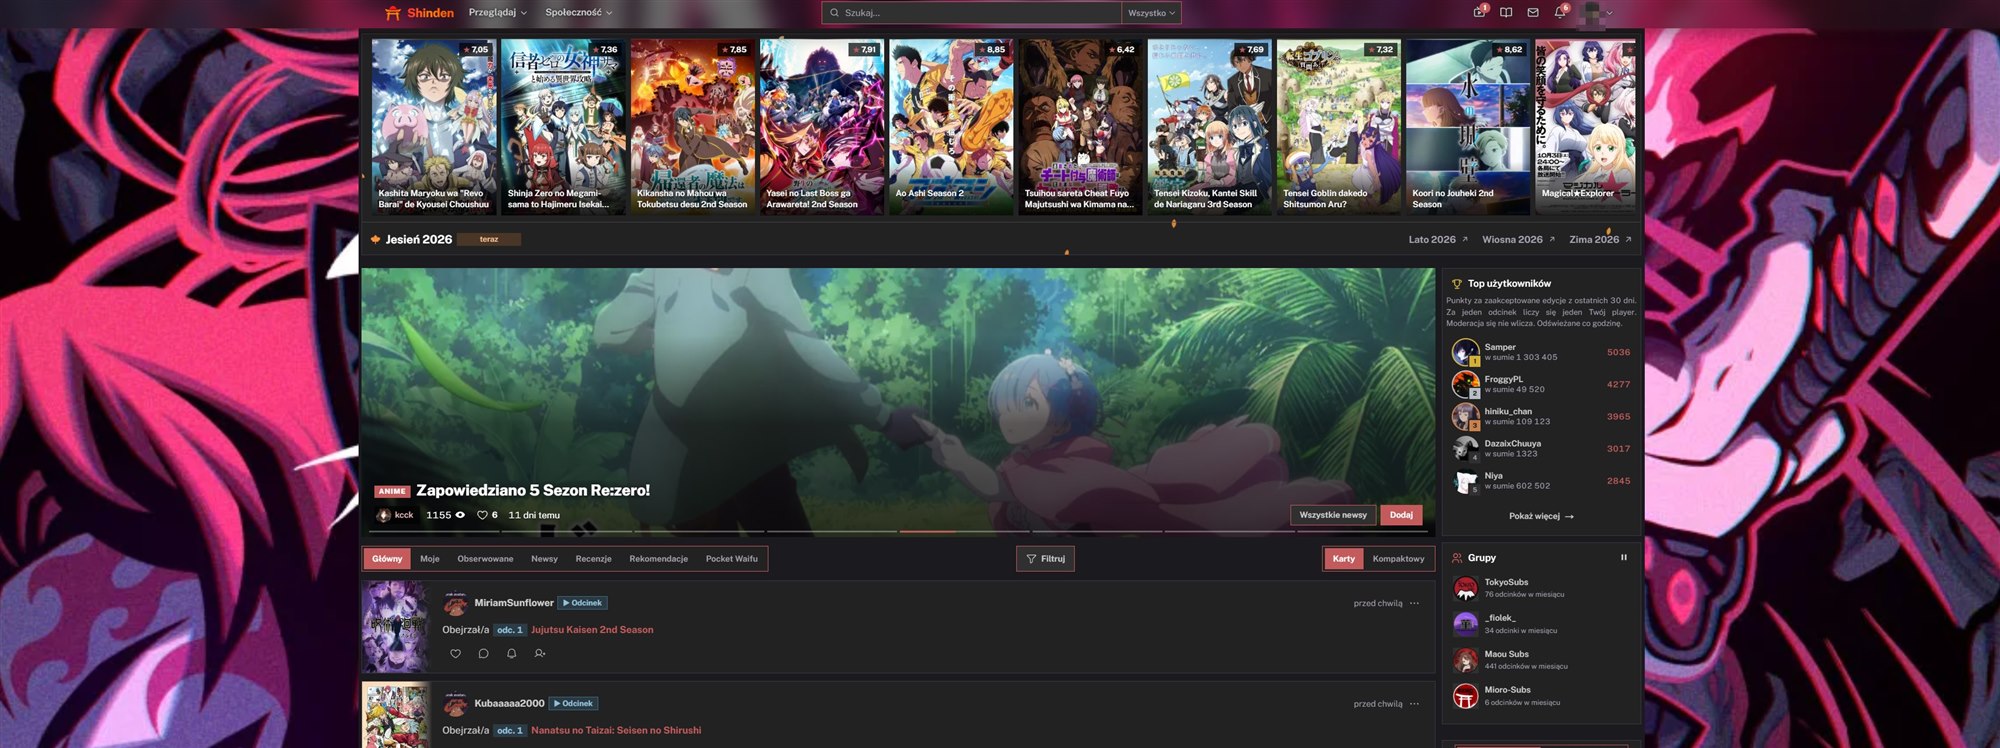 Shinden
Przeglądaj
Społeczność
Szukaj...
Wszystko
1
6
7,05
Kashita Maryoku wa "Revo
Barai" de Kyousei Choushuu
7,36
Shinja Zero no Megami-
sama to Hajimeru Isekai...
7,85
Kikansha no Mahou wa
Tokubetsu desu 2nd Season
7,91
Yasei no Last Boss ga
Arawareta! 2nd Season
8,85
Ao Ashi Season 2
6,42
Tsuihou sareta Cheat Fuyo
Majutsushi wa Kimama na...
7,69
Tensei Kizoku, Kantei Skill
de Nariagaru 3rd Season
7,32
Tensei Goblin dakedo
Shitsumon Aru?
8,62
Koori no Jouheki 2nd
Season
Magical★Explorer
Jesień 2026
teraz
Lato 2026
Wiosna 2026
Zima 2026
ANIME
Zapowiedziano 5 Sezon Re:zero!
kcck
1155
6
11 dni temu
Wszystkie newsy
Dodaj
Główny
Moje
Obserwowane
Newsy
Recenzje
Rekomendacje
Pocket Waifu
Filtruj
Karty
Kompaktowy
MiriamSunflower
Odcinek
przed chwilą
Obejrzał/a odc. 1 Jujutsu Kaisen 2nd Season
Kubaaaaa2000
Odcinek
przed chwilą
Obejrzał/a odc. 1 Nanatsu no Taizai: Seisen no Shirushi
Top użytkowników
Punkty za zaakceptowane edycje z ostatnich 30 dni.
Za jeden odcinek liczy się jeden Twój player.
Moderacja się nie wlicza. Odświeżane co godzinę.
1
Samper
w sumie 1 303 405
5036
2
FroggyPL
w sumie 49 520
4277
3
hiniku_chan
w sumie 109 123
3965
4
DazaixChuuya
w sumie 1323
3017
5
Niya
w sumie 602 502
2845
Pokaż więcej →
Grupy
TokyoSubs
76 odcinków w miesiącu
_fiolek_
34 odcinki w miesiącu
Maou Subs
441 odcinków w miesiącu
Mioro-Subs
6 odcinków w miesiącu